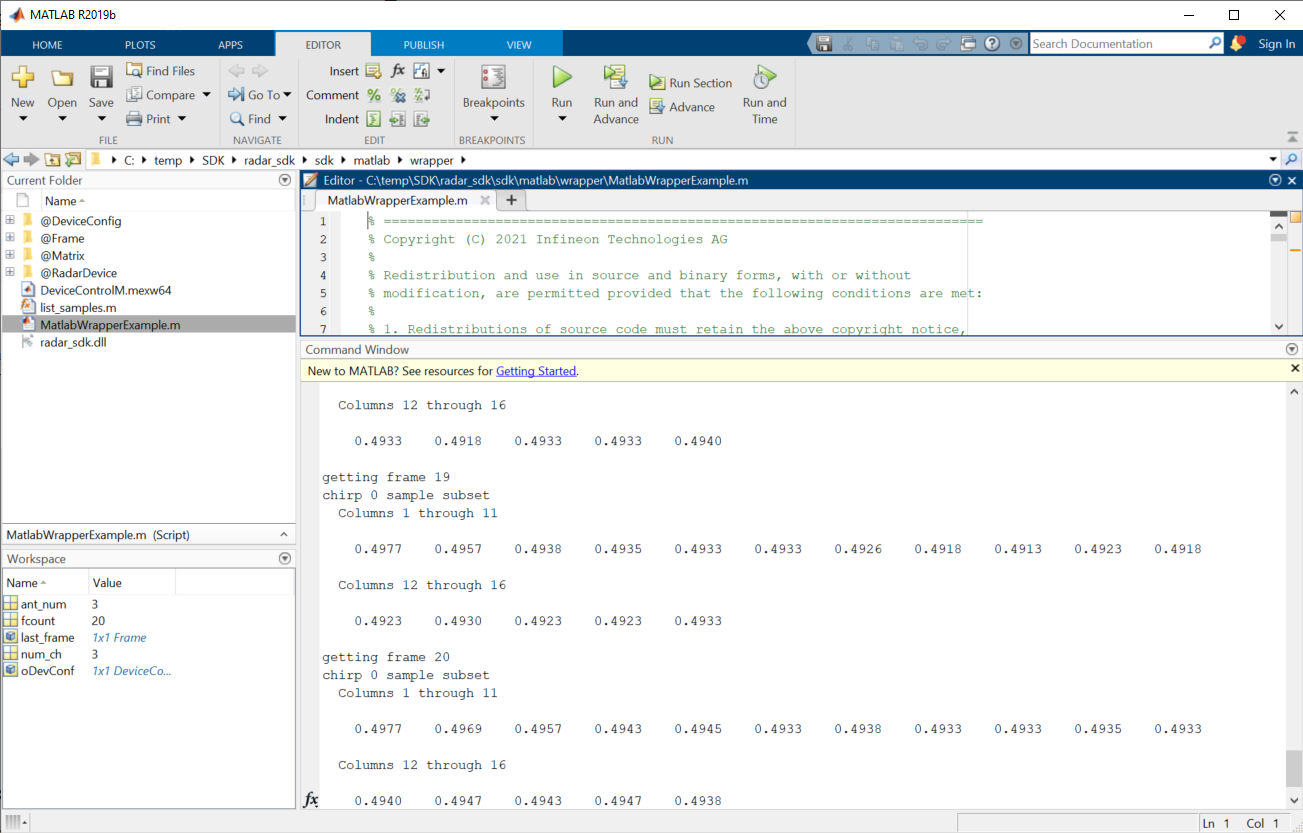 MATLAB R2019b
HOME PLOTS APPS EDITOR PUBLISH VIEW Search Documentation Sign In
New Open Save Find Files Compare Print
FILE
Go To Find
NAVIGATE
Insert fx
Comment %
Indent
EDIT
Breakpoints
BREAKPOINTS
Run Run and Advance Run Section Advance Run and Time
RUN
C: temp SDK radar_sdk sdk matlab wrapper
Current Folder
Name
@DeviceConfig
@Frame
@Matrix
@RadarDevice
DeviceControlM.mexw64
list_samples.m
MatlabWrapperExample.m
radar_sdk.dll
MatlabWrapperExample.m (Script)
Workspace
Name Value
ant_num 3
fcount 20
last_frame 1x1 Frame
num_ch 3
oDevConf 1x1 DeviceCo...
Editor - C:\temp\SDK\radar_sdk\sdk\matlab\wrapper\MatlabWrapperExample.m
MatlabWrapperExample.m +
1 % ===========================================================================
2 % Copyright (C) 2021 Infineon Technologies AG
3 %
4 % Redistribution and use in source and binary forms, with or without
5 % modification, are permitted provided that the following conditions are met:
6 %
7 % 1. Redistributions of source code must retain the above copyright notice,
Command Window
New to MATLAB? See resources for Getting Started.
Columns 12 through 16
0.4933 0.4918 0.4933 0.4933 0.4940
getting frame 19
chirp 0 sample subset
Columns 1 through 11
0.4977 0.4957 0.4938 0.4935 0.4933 0.4933 0.4926 0.4918 0.4913 0.4923 0.4918
Columns 12 through 16
0.4923 0.4930 0.4923 0.4923 0.4933
getting frame 20
chirp 0 sample subset
Columns 1 through 11
0.4977 0.4969 0.4957 0.4943 0.4945 0.4933 0.4938 0.4933 0.4933 0.4935 0.4933
Columns 12 through 16
fx 0.4940 0.4947 0.4943 0.4947 0.4938
Ln 1 Col 1